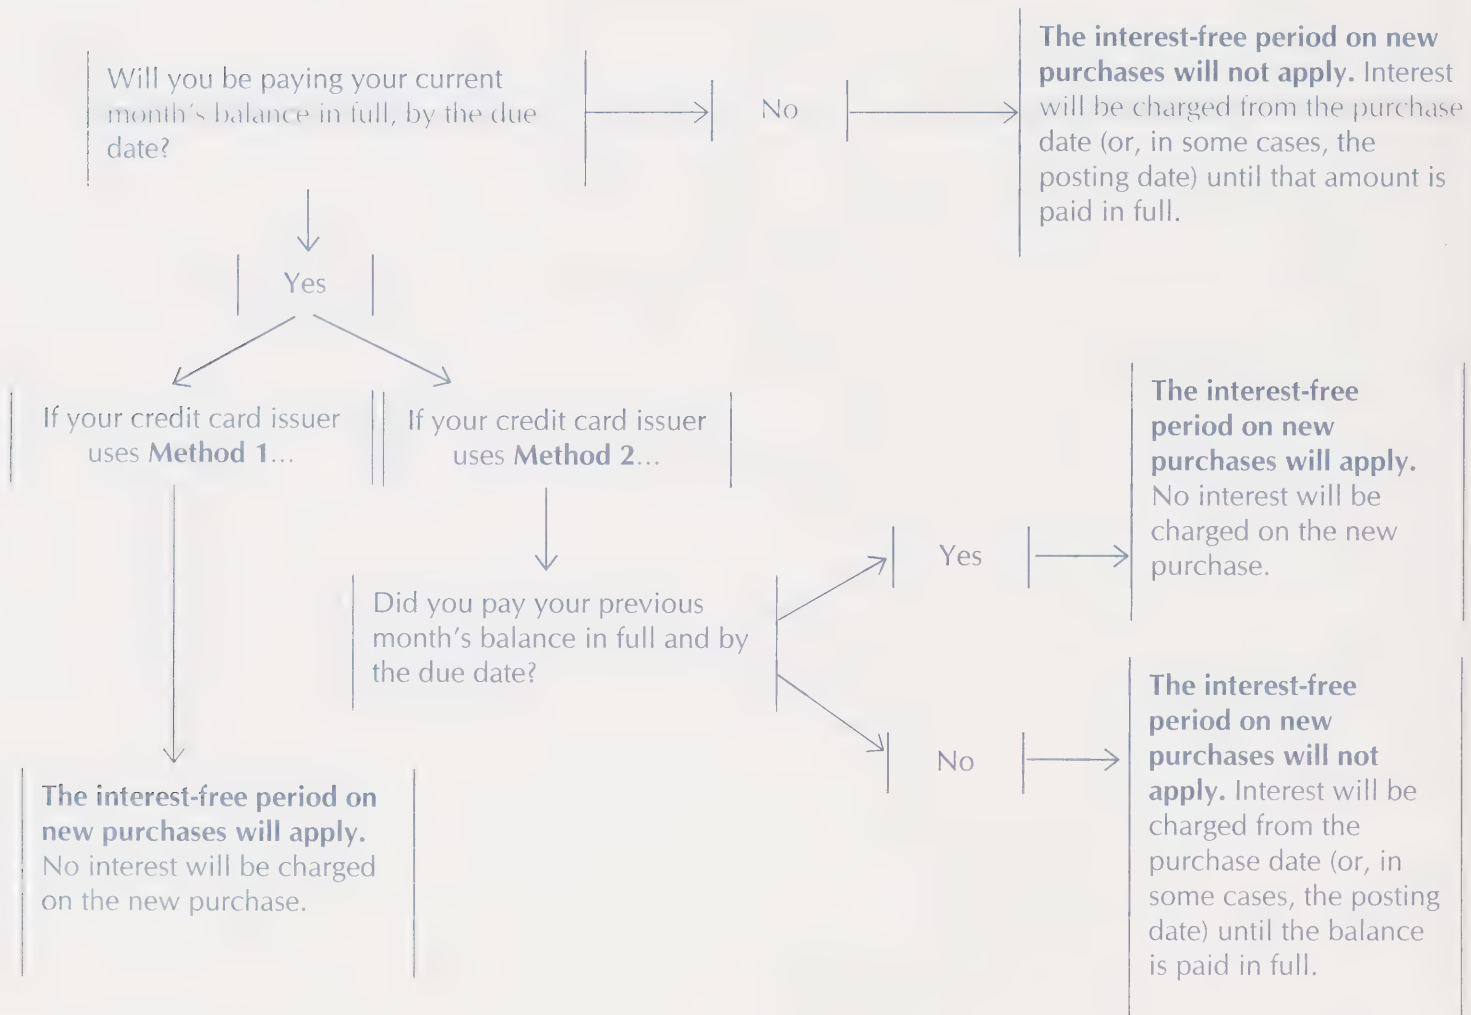 Will you be paying your current
month's balance in full, by the due
date?
No
The interest-free period on new
purchases will not apply. Interest
will be charged from the purchase
date (or, in some cases, the
posting date) until that amount is
paid in full.
Yes
If your credit card issuer
uses Method 1...
If your credit card issuer
uses Method 2...
The interest-free
period on new
purchases will apply.
No interest will be
charged on the new
purchase.
Yes
Did you pay your previous
month's balance in full and by
the due date?
No
The interest-free
period on new
purchases will not
apply. Interest will be
charged from the
purchase date (or, in
some cases, the posting
date) until the balance
is paid in full.
The interest-free period on
new purchases will apply.
No interest will be charged
on the new purchase.